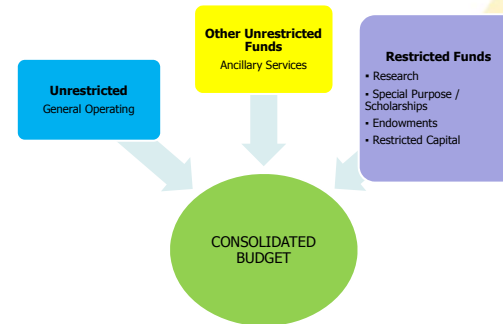 Unrestricted
General Operating
Other Unrestricted
Funds
Ancillary Services
Restricted Funds
• Research
• Special Purpose /
Scholarships
• Endowments
• Restricted Capital
CONSOLIDATED
BUDGET